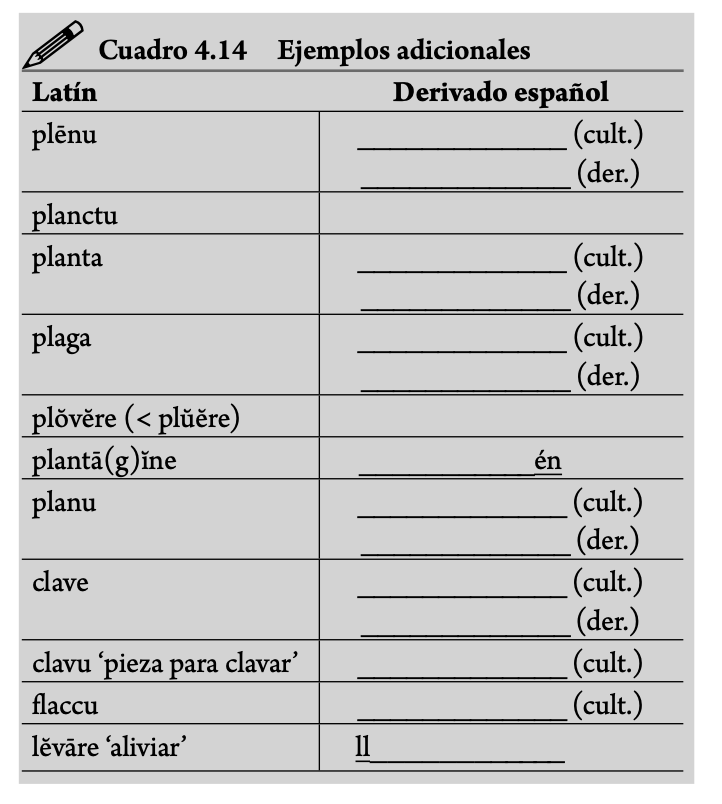 Cuadro 4.14 Ejemplos adicionales
Latín Derivado español
plēnu ______________ (cult.)
______________ (der.)
planctu
planta ______________ (cult.)
______________ (der.)
plaga ______________ (cult.)
______________ (der.)
plŏvĕre (< plŭĕre)
plantā(g)ĭne ____________én
planu ______________ (cult.)
______________ (der.)
clave ______________ (cult.)
______________ (der.)
clavu ‘pieza para clavar’ ______________ (cult.)
flaccu ______________ (cult.)
lĕvāre ‘aliviar’ ll_____________